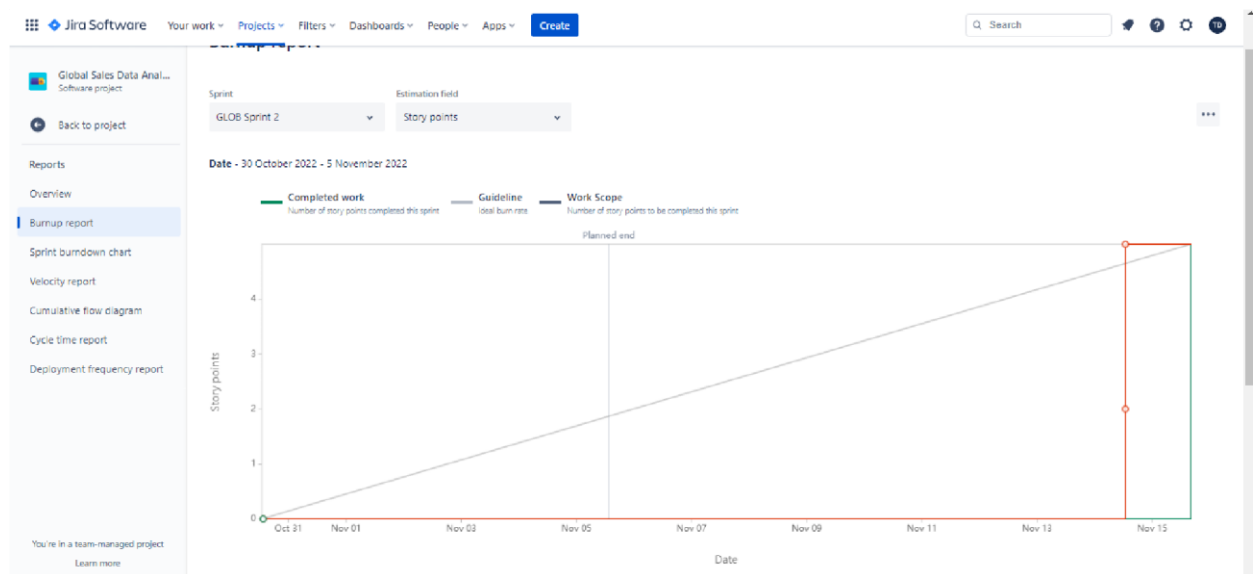 Jira Software Your work Projects Filters Dashboards People Apps Create Search TD
Burnup report
Global Sales Data Anal...
Software project
Back to project
Reports
Overview
Burnup report
Sprint burndown chart
Velocity report
Cumulative flow diagram
Cycle time report
Deployment frequency report
You're in a team-managed project
Learn more
Sprint Estimation field
GLOB Sprint 2 Story points
Date - 30 October 2022 - 5 November 2022
Completed work Guideline Work Scope
Number of story points completed this sprint Ideal burn rate Number of story points to be completed this sprint
Planned end
4
3
2
1
0
Story points
Oct 31 Nov 01 Nov 03 Nov 05 Nov 07 Nov 09 Nov 11 Nov 13 Nov 15
Date